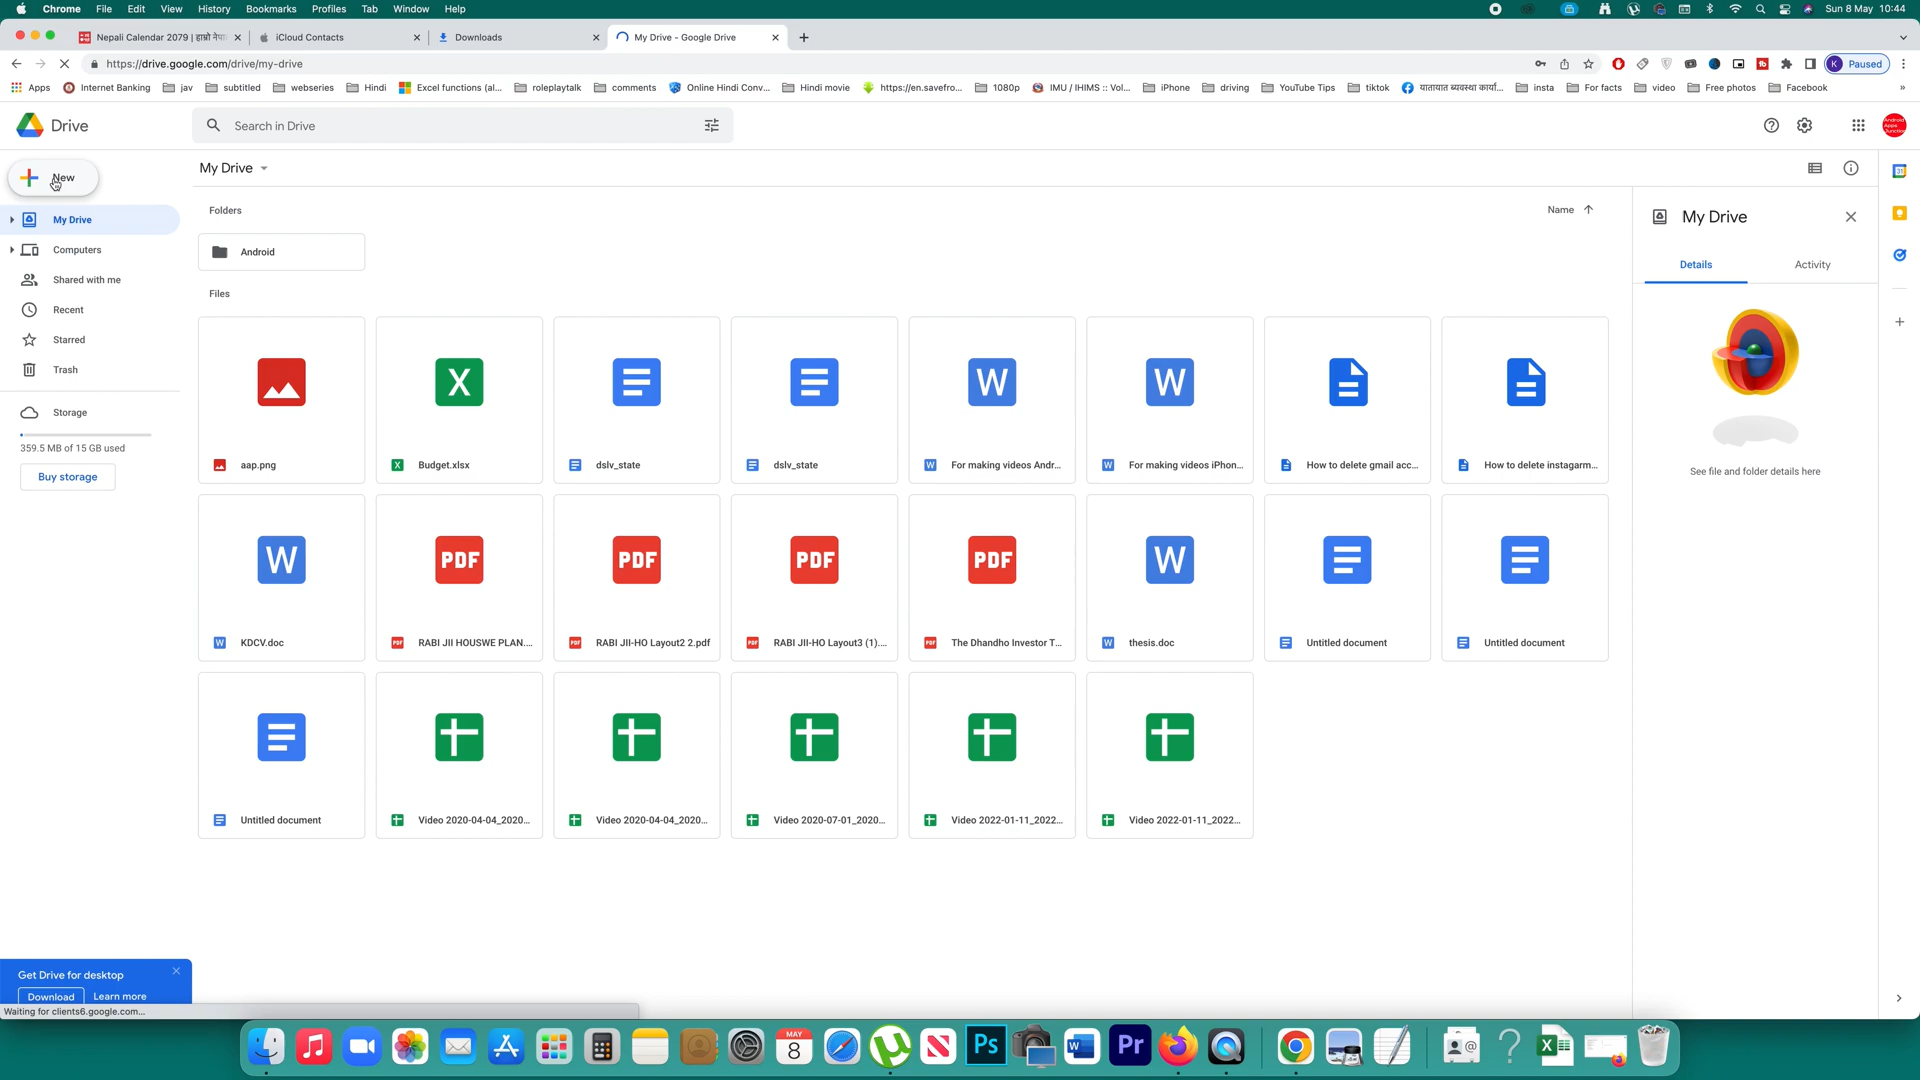 Chrome File Edit View History Bookmarks Profiles Tab Window Help Sun 8 May 10:44
Nepali Calendar 2079 | हाम्रो iCloud Contacts Downloads My Drive - Google Drive
https://drive.google.com/drive/my-drive K Paused
Apps Internet Banking jav subtitled webseries Hindi Excel functions (al... roleplaytalk comments Online Hindi Conv... Hindi movie https://en.savefro... 1080p IMU / IHIMS :: Vol... iPhone driving YouTube Tips tiktok यातायात ब्यवस्था कार्या... insta For facts video Free photos Facebook »
Drive Search in Drive
New My Drive
My Drive
Computers
Shared with me
Recent
Starred
Trash
Storage
359.5 MB of 15 GB used
Buy storage
Folders Name
Android
Files
aap.png Budget.xlsx dslv_state dslv_state For making videos Andr... For making videos iPhon... How to delete gmail acc... How to delete instagarm...
W PDF PDF PDF W
KDCV.doc RABI JII HOUSWE PLAN.... RABI JII-HO Layout2 2.pdf RABI JII-HO Layout3 (1).... The Dhandho Investor T... thesis.doc Untitled document Untitled document
Untitled document Video 2020-04-04_2020... Video 2020-04-04_2020... Video 2020-07-01_2020... Video 2022-01-11_2022... Video 2022-01-11_2022...
My Drive
Details Activity
See file and folder details here
Get Drive for desktop
Download Learn more
Waiting for clients6.google.com...
MAY
8
Ps W Pr X